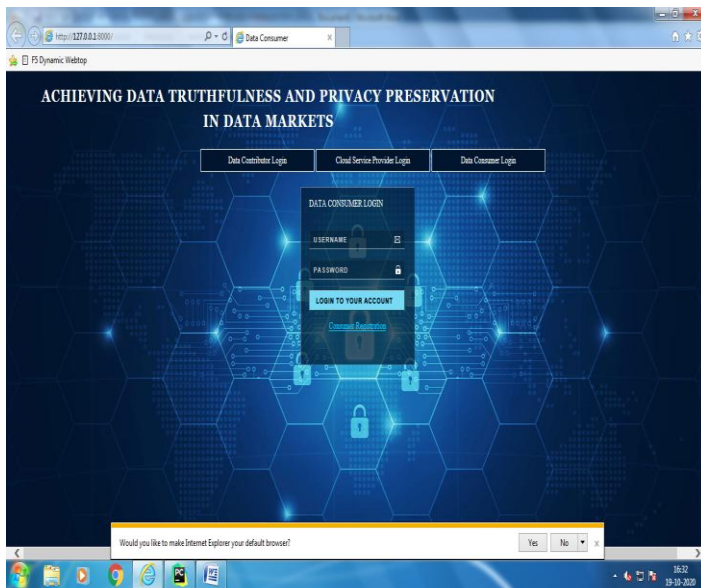 http://127.0.0.1:8000/
Data Consumer
x
F5 Dynamic Webtop
ACHIEVING DATA TRUTHFULNESS AND PRIVACY PRESERVATION
IN DATA MARKETS
Data Contributor Login Cloud Service Provider Login Data Consumer Login
DATA CONSUMER LOGIN
USERNAME
PASSWORD
LOGIN TO YOUR ACCOUNT
Consumer Registration
Would you like to make Internet Explorer your default browser? Yes No x
PC W
16:32
19-10-2020